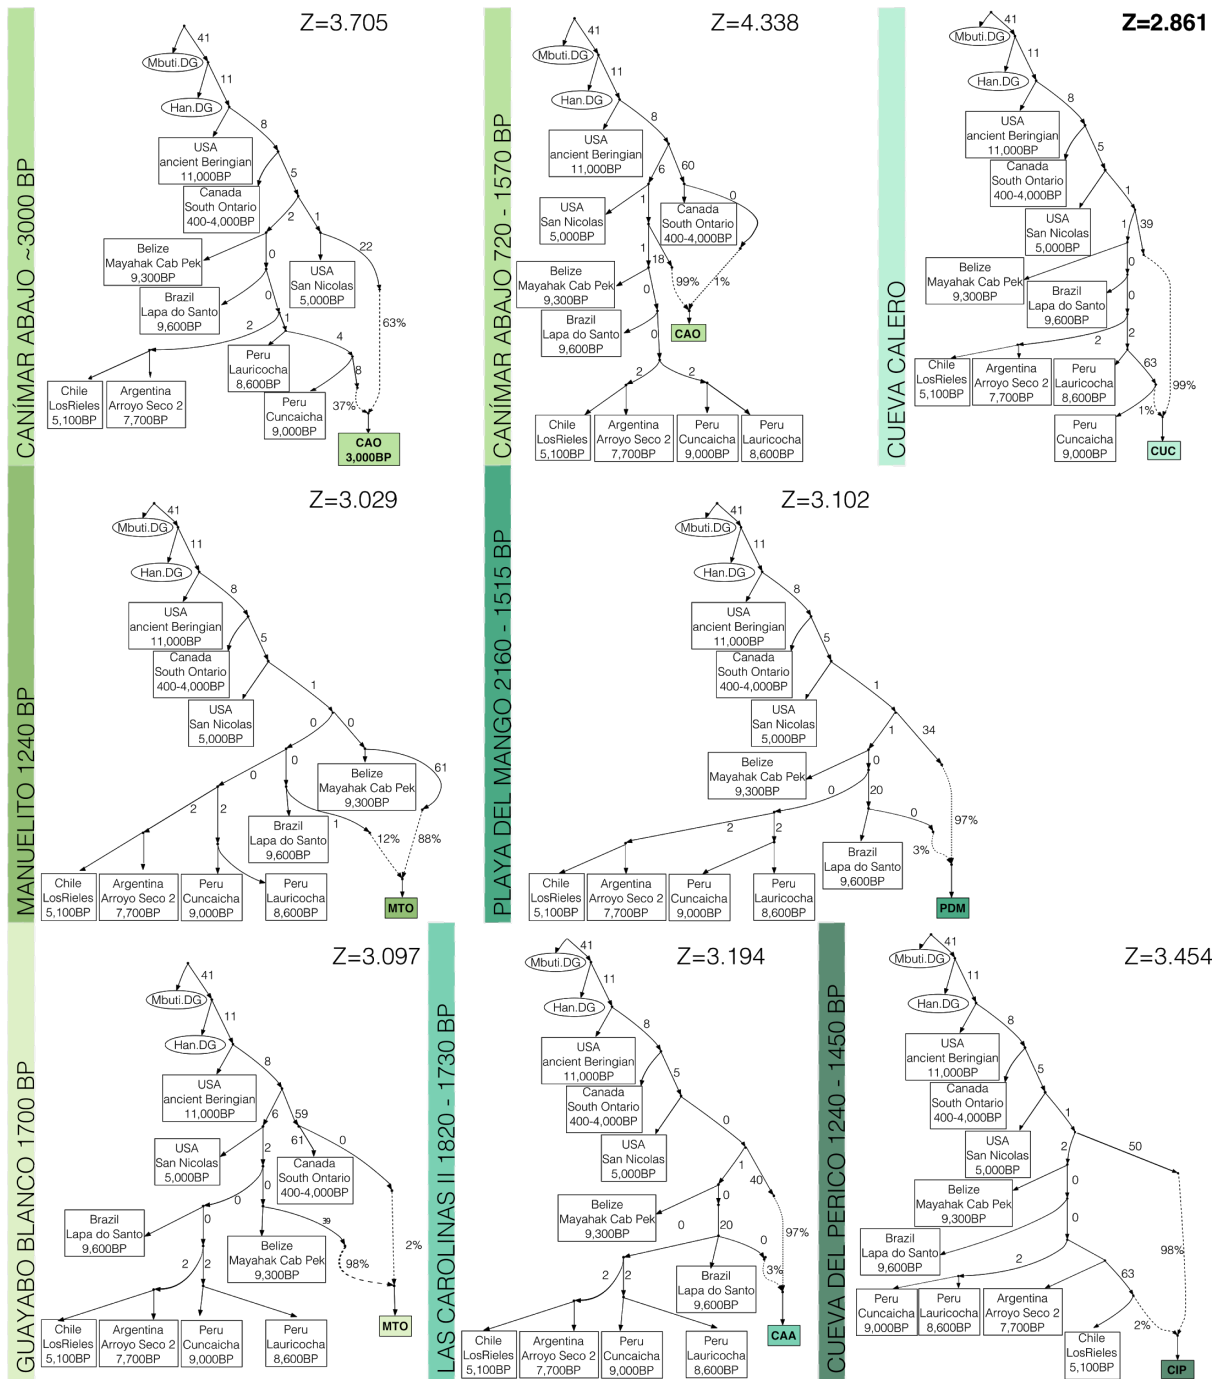 CANÍMAR ABAJO ~3000 BP
Z=3.705
41
Mbuti.DG
11
Han.DG
8
USA
ancient Beringian
11,000BP
5
Canada
South Ontario
400-4,000BP
2
1
22
Belize
Mayahak Cab Pek
9,300BP
0
USA
San Nicolas
5,000BP
Brazil
Lapa do Santo
9,600BP
0
1
63%
2
4
Peru
Lauricocha
8,600BP
8
Chile
LosRieles
5,100BP
Argentina
Arroyo Seco 2
7,700BP
Peru
Cuncaicha
9,000BP
37%
CAO
3,000BP
CANÍMAR ABAJO 720 - 1570 BP
Z=4.338
41
Mbuti.DG
11
Han.DG
8
USA
ancient Beringian
11,000BP
6
60
0
USA
San Nicolas
5,000BP
1
Canada
South Ontario
400-4,000BP
1
18
Belize
Mayahak Cab Pek
9,300BP
99%
1%
Brazil
Lapa do Santo
9,600BP
0
CAO
2
2
Chile
LosRieles
5,100BP
Argentina
Arroyo Seco 2
7,700BP
Peru
Cuncaicha
9,000BP
Peru
Lauricocha
8,600BP
CUEVA CALERO
Z=2.861
41
Mbuti.DG
11
Han.DG
8
USA
ancient Beringian
11,000BP
5
Canada
South Ontario
400-4,000BP
1
USA
San Nicolas
5,000BP
1
39
Belize
Mayahak Cab Pek
9,300BP
0
Brazil
Lapa do Santo
9,600BP
0
2
2
Chile
LosRieles
5,100BP
Argentina
Arroyo Seco 2
7,700BP
Peru
Lauricocha
8,600BP
63
99%
1%
Peru
Cuncaicha
9,000BP
CUC
MANUELITO 1240 BP
Z=3.029
41
Mbuti.DG
11
Han.DG
8
USA
ancient Beringian
11,000BP
5
Canada
South Ontario
400-4,000BP
1
USA
San Nicolas
5,000BP
0
0
0
0
Belize
Mayahak Cab Pek
9,300BP
61
2
2
Brazil
Lapa do Santo
9,600BP
1
12%
88%
Chile
LosRieles
5,100BP
Argentina
Arroyo Seco 2
7,700BP
Peru
Cuncaicha
9,000BP
Peru
Lauricocha
8,600BP
MTO
PLAYA DEL MANGO 2160 - 1515 BP
Z=3.102
41
Mbuti.DG
11
Han.DG
8
USA
ancient Beringian
11,000BP
5
Canada
South Ontario
400-4,000BP
1
USA
San Nicolas
5,000BP
1
34
Belize
Mayahak Cab Pek
9,300BP
0
0
20
2
2
0
97%
3%
Brazil
Lapa do Santo
9,600BP
Chile
LosRieles
5,100BP
Argentina
Arroyo Seco 2
7,700BP
Peru
Cuncaicha
9,000BP
Peru
Lauricocha
8,600BP
PDM
GUAYABO BLANCO 1700 BP
Z=3.097
41
Mbuti.DG
11
Han.DG
8
USA
ancient Beringian
11,000BP
6
59
USA
San Nicolas
5,000BP
2
61
0
Canada
South Ontario
400-4,000BP
0
0
Brazil
Lapa do Santo
9,600BP
0
39
Belize
Mayahak Cab Pek
9,300BP
2%
98%
2
2
Chile
LosRieles
5,100BP
Argentina
Arroyo Seco 2
7,700BP
Peru
Cuncaicha
9,000BP
Peru
Lauricocha
8,600BP
MTO
LAS CAROLINAS II 1820 - 1730 BP
Z=3.194
41
Mbuti.DG
11
Han.DG
8
USA
ancient Beringian
11,000BP
5
Canada
South Ontario
400-4,000BP
0
USA
San Nicolas
5,000BP
1
40
Belize
Mayahak Cab Pek
9,300BP
0
0
20
0
97%
3%
2
2
Brazil
Lapa do Santo
9,600BP
Chile
LosRieles
5,100BP
Argentina
Arroyo Seco 2
7,700BP
Peru
Cuncaicha
9,000BP
Peru
Lauricocha
8,600BP
CAA
CUEVA DEL PERICO 1240 - 1450 BP
Z=3.454
41
Mbuti.DG
11
Han.DG
8
USA
ancient Beringian
11,000BP
5
Canada
South Ontario
400-4,000BP
1
USA
San Nicolas
5,000BP
2
50
Belize
Mayahak Cab Pek
9,300BP
0
Brazil
Lapa do Santo
9,600BP
98%
2
63
Peru
Cuncaicha
9,000BP
Peru
Lauricocha
8,600BP
Argentina
Arroyo Seco 2
7,700BP
2%
Chile
LosRieles
5,100BP
CIP